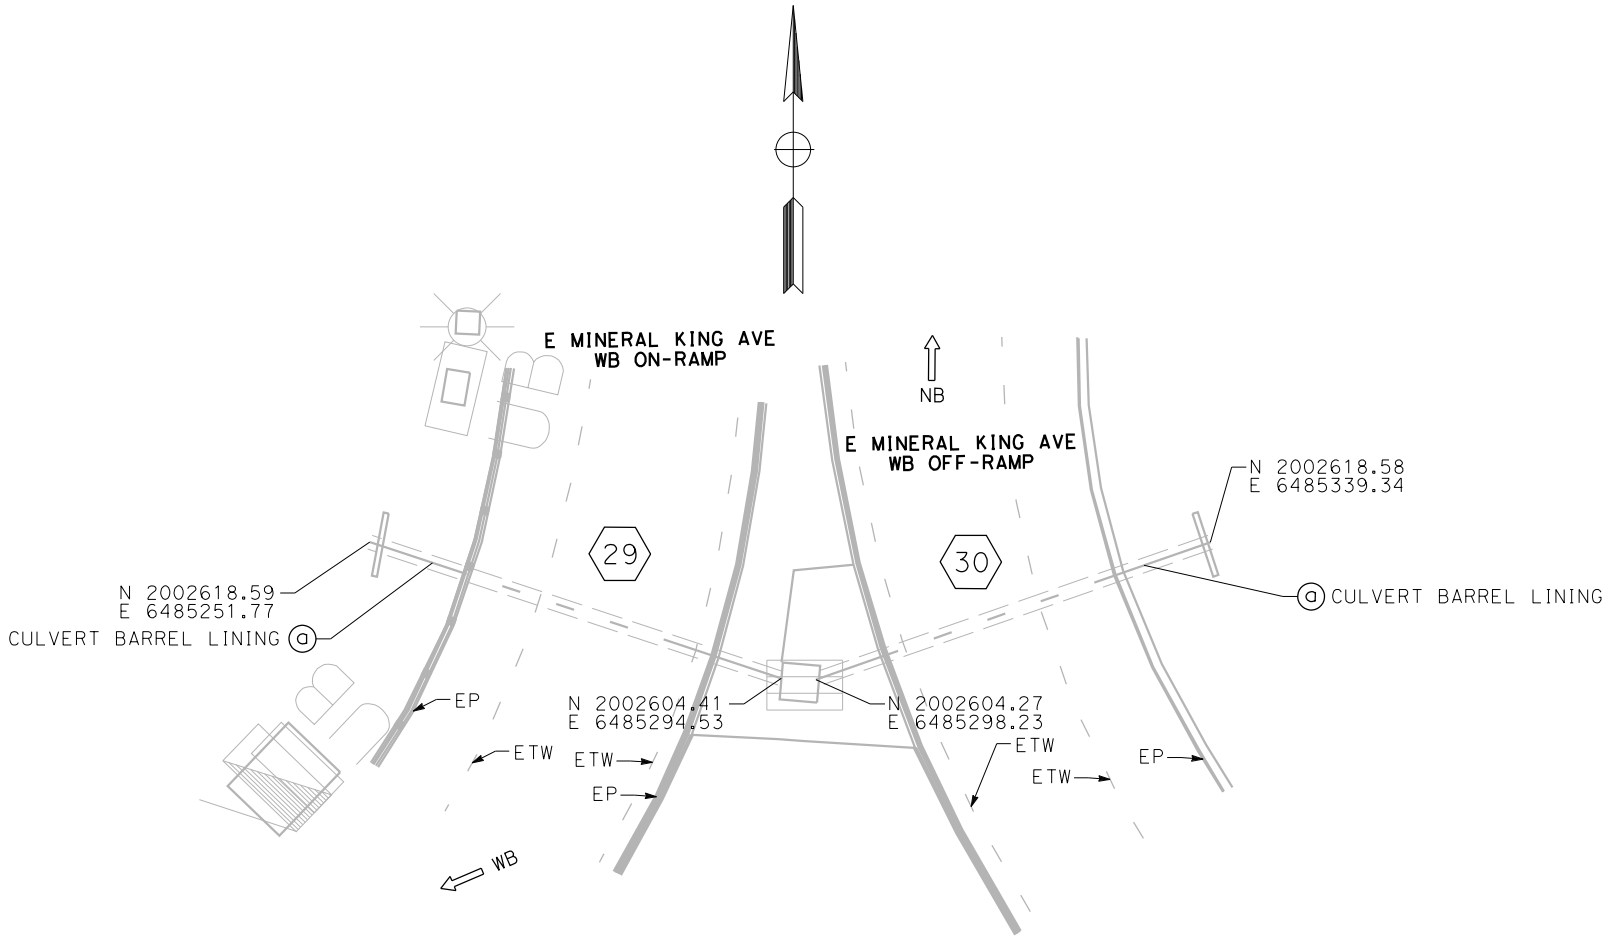 E MINERAL KING AVE
WB ON-RAMP
NB
E MINERAL KING AVE
WB OFF-RAMP
N 2002618.58
E 6485339.34
29
30
N 2002618.59
E 6485251.77
CULVERT BARREL LINING a
a CULVERT BARREL LINING
JB
JB
EP
N 2002604.41
E 6485294.53
N 2002604.27
E 6485298.23
ETW
ETW
EP
ETW
ETW
EP
WB